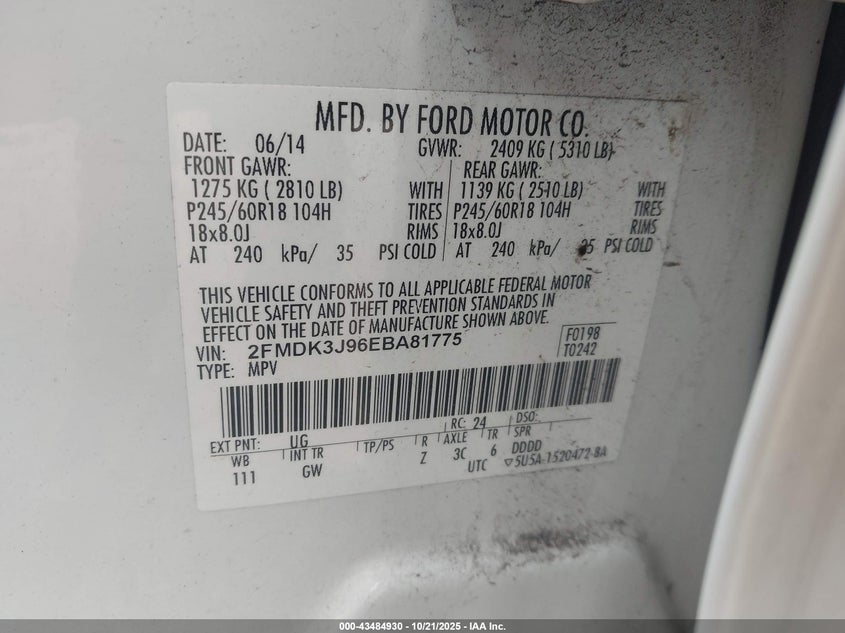 MFD. BY FORD MOTOR CO.
DATE: 06/14 GVWR: 2409 KG ( 5310 LB)
FRONT GAWR: REAR GAWR:
1275 KG ( 2810 LB) WITH 1139 KG ( 2510 LB) WITH
P245/60R18 104H TIRES P245/60R18 104H TIRES
18x8.0J RIMS 18x8.0J RIMS
AT 240 kPa/ 35 PSI COLD AT 240 kPa/ 35 PSI COLD
THIS VEHICLE CONFORMS TO ALL APPLICABLE FEDERAL MOTOR
VEHICLE SAFETY AND THEFT PREVENTION STANDARDS IN
EFFECT ON THE DATE OF MANUFACTURE SHOWN ABOVE.
VIN: 2FMDK3J96EBA81775 F0198
TYPE: MPV T0242
RC: 24 DSO:
EXT PNT: UG
WB INT TR TP/PS R AXLE TR SPR
111 GW Z 3C 6 DDDD
UTC ▽5U5A-1520472-BA
000-43484930 - 10/21/2025 - IAA Inc.